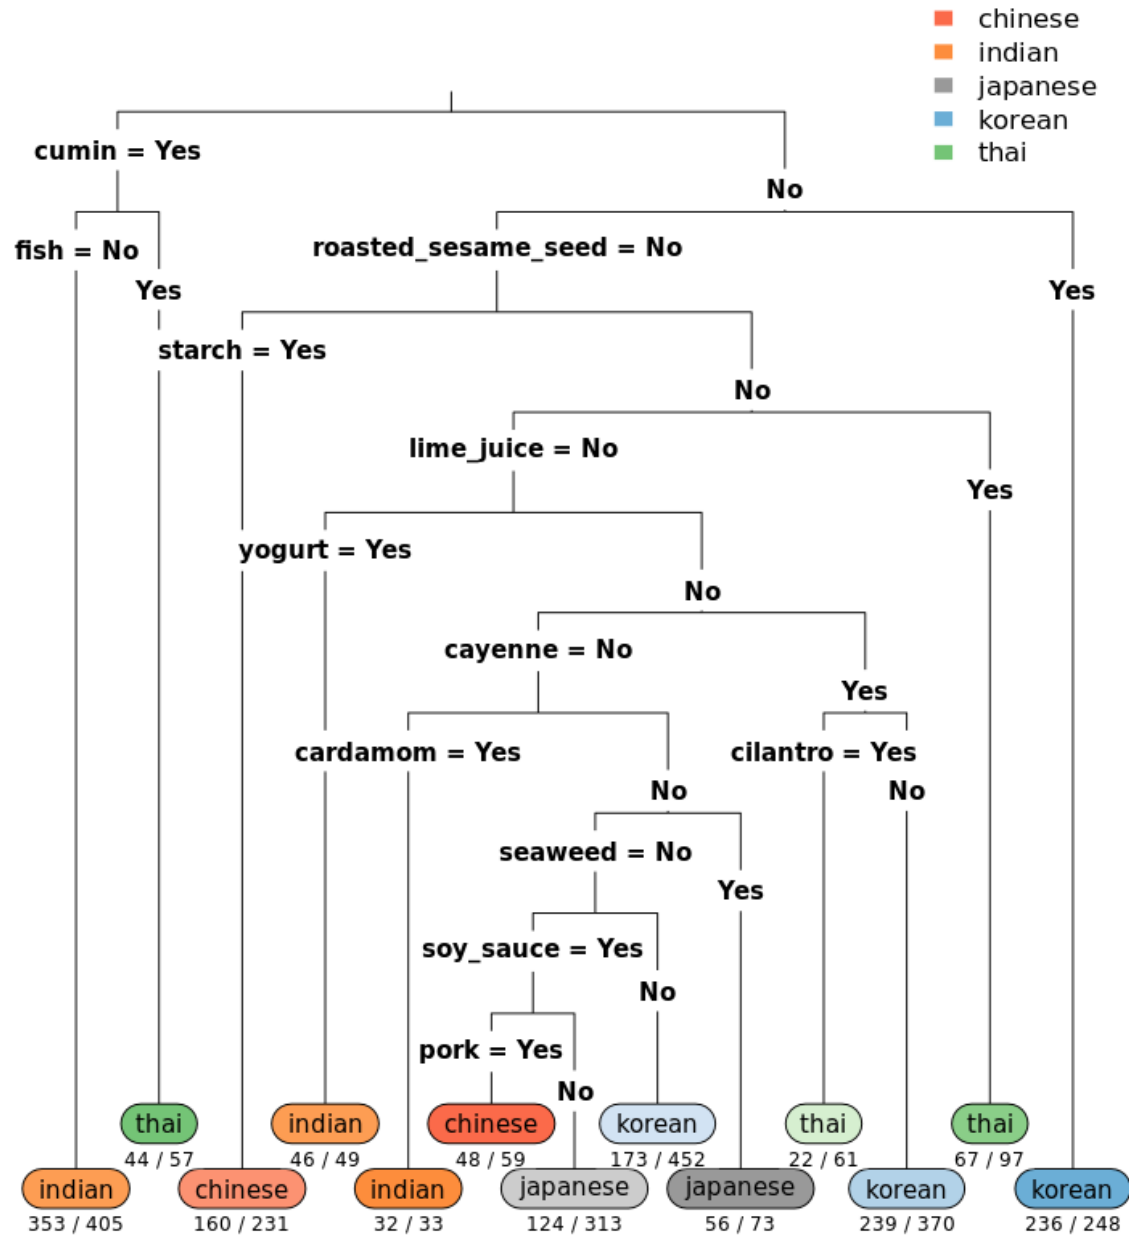 chinese
indian
japanese
korean
thai
cumin = Yes
No
fish = No
roasted_sesame_seed = No
Yes
Yes
starch = Yes
No
lime_juice = No
Yes
yogurt = Yes
No
cayenne = No
Yes
cardamom = Yes
cilantro = Yes
No
No
seaweed = No
Yes
soy_sauce = Yes
No
pork = Yes
No
thai
44 / 57
indian
46 / 49
chinese
48 / 59
korean
173 / 452
thai
22 / 61
thai
67 / 97
indian
353 / 405
chinese
160 / 231
indian
32 / 33
japanese
124 / 313
japanese
56 / 73
korean
239 / 370
korean
236 / 248